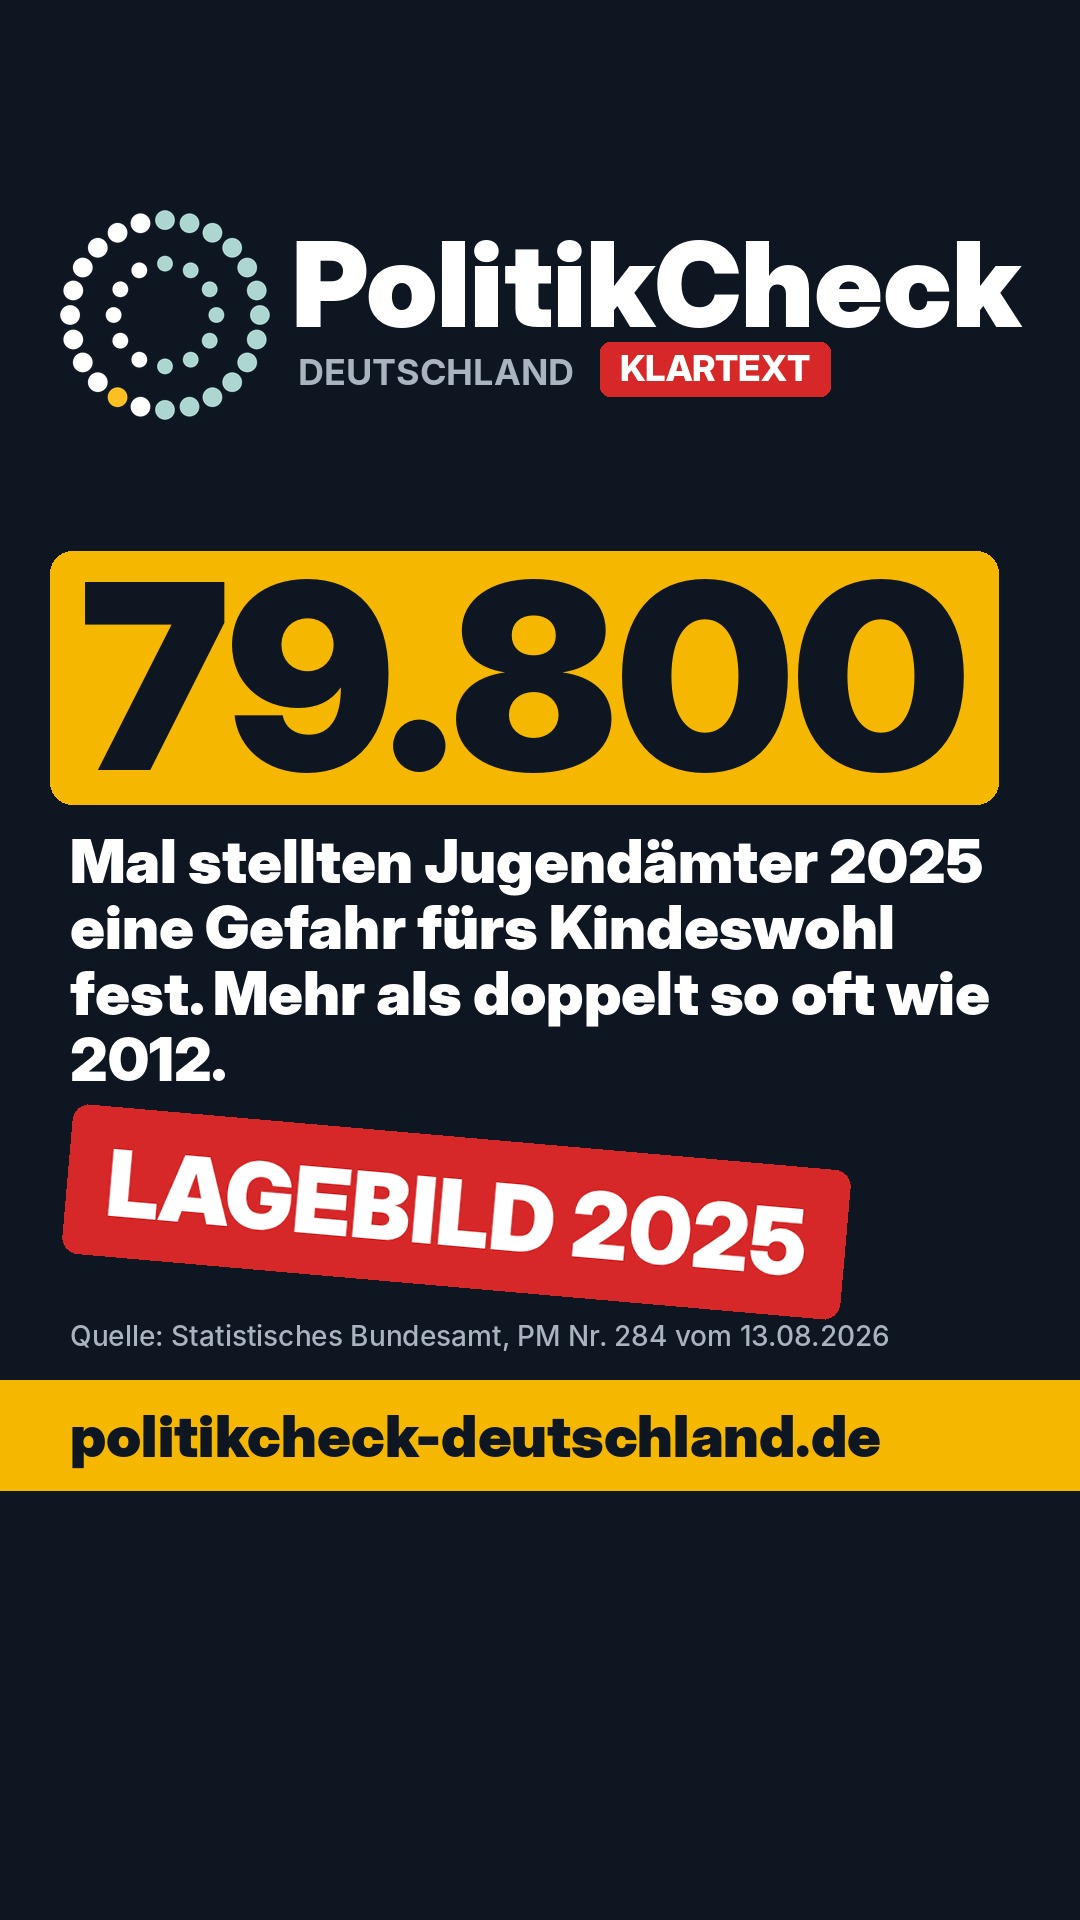 PolitikCheck
DEUTSCHLAND KLARTEXT
79.800
Mal stellten Jugendämter 2025
eine Gefahr fürs Kindeswohl
fest. Mehr als doppelt so oft wie
2012.
LAGEBILD 2025
Quelle: Statistisches Bundesamt, PM Nr. 284 vom 13.08.2026
politikcheck-deutschland.de